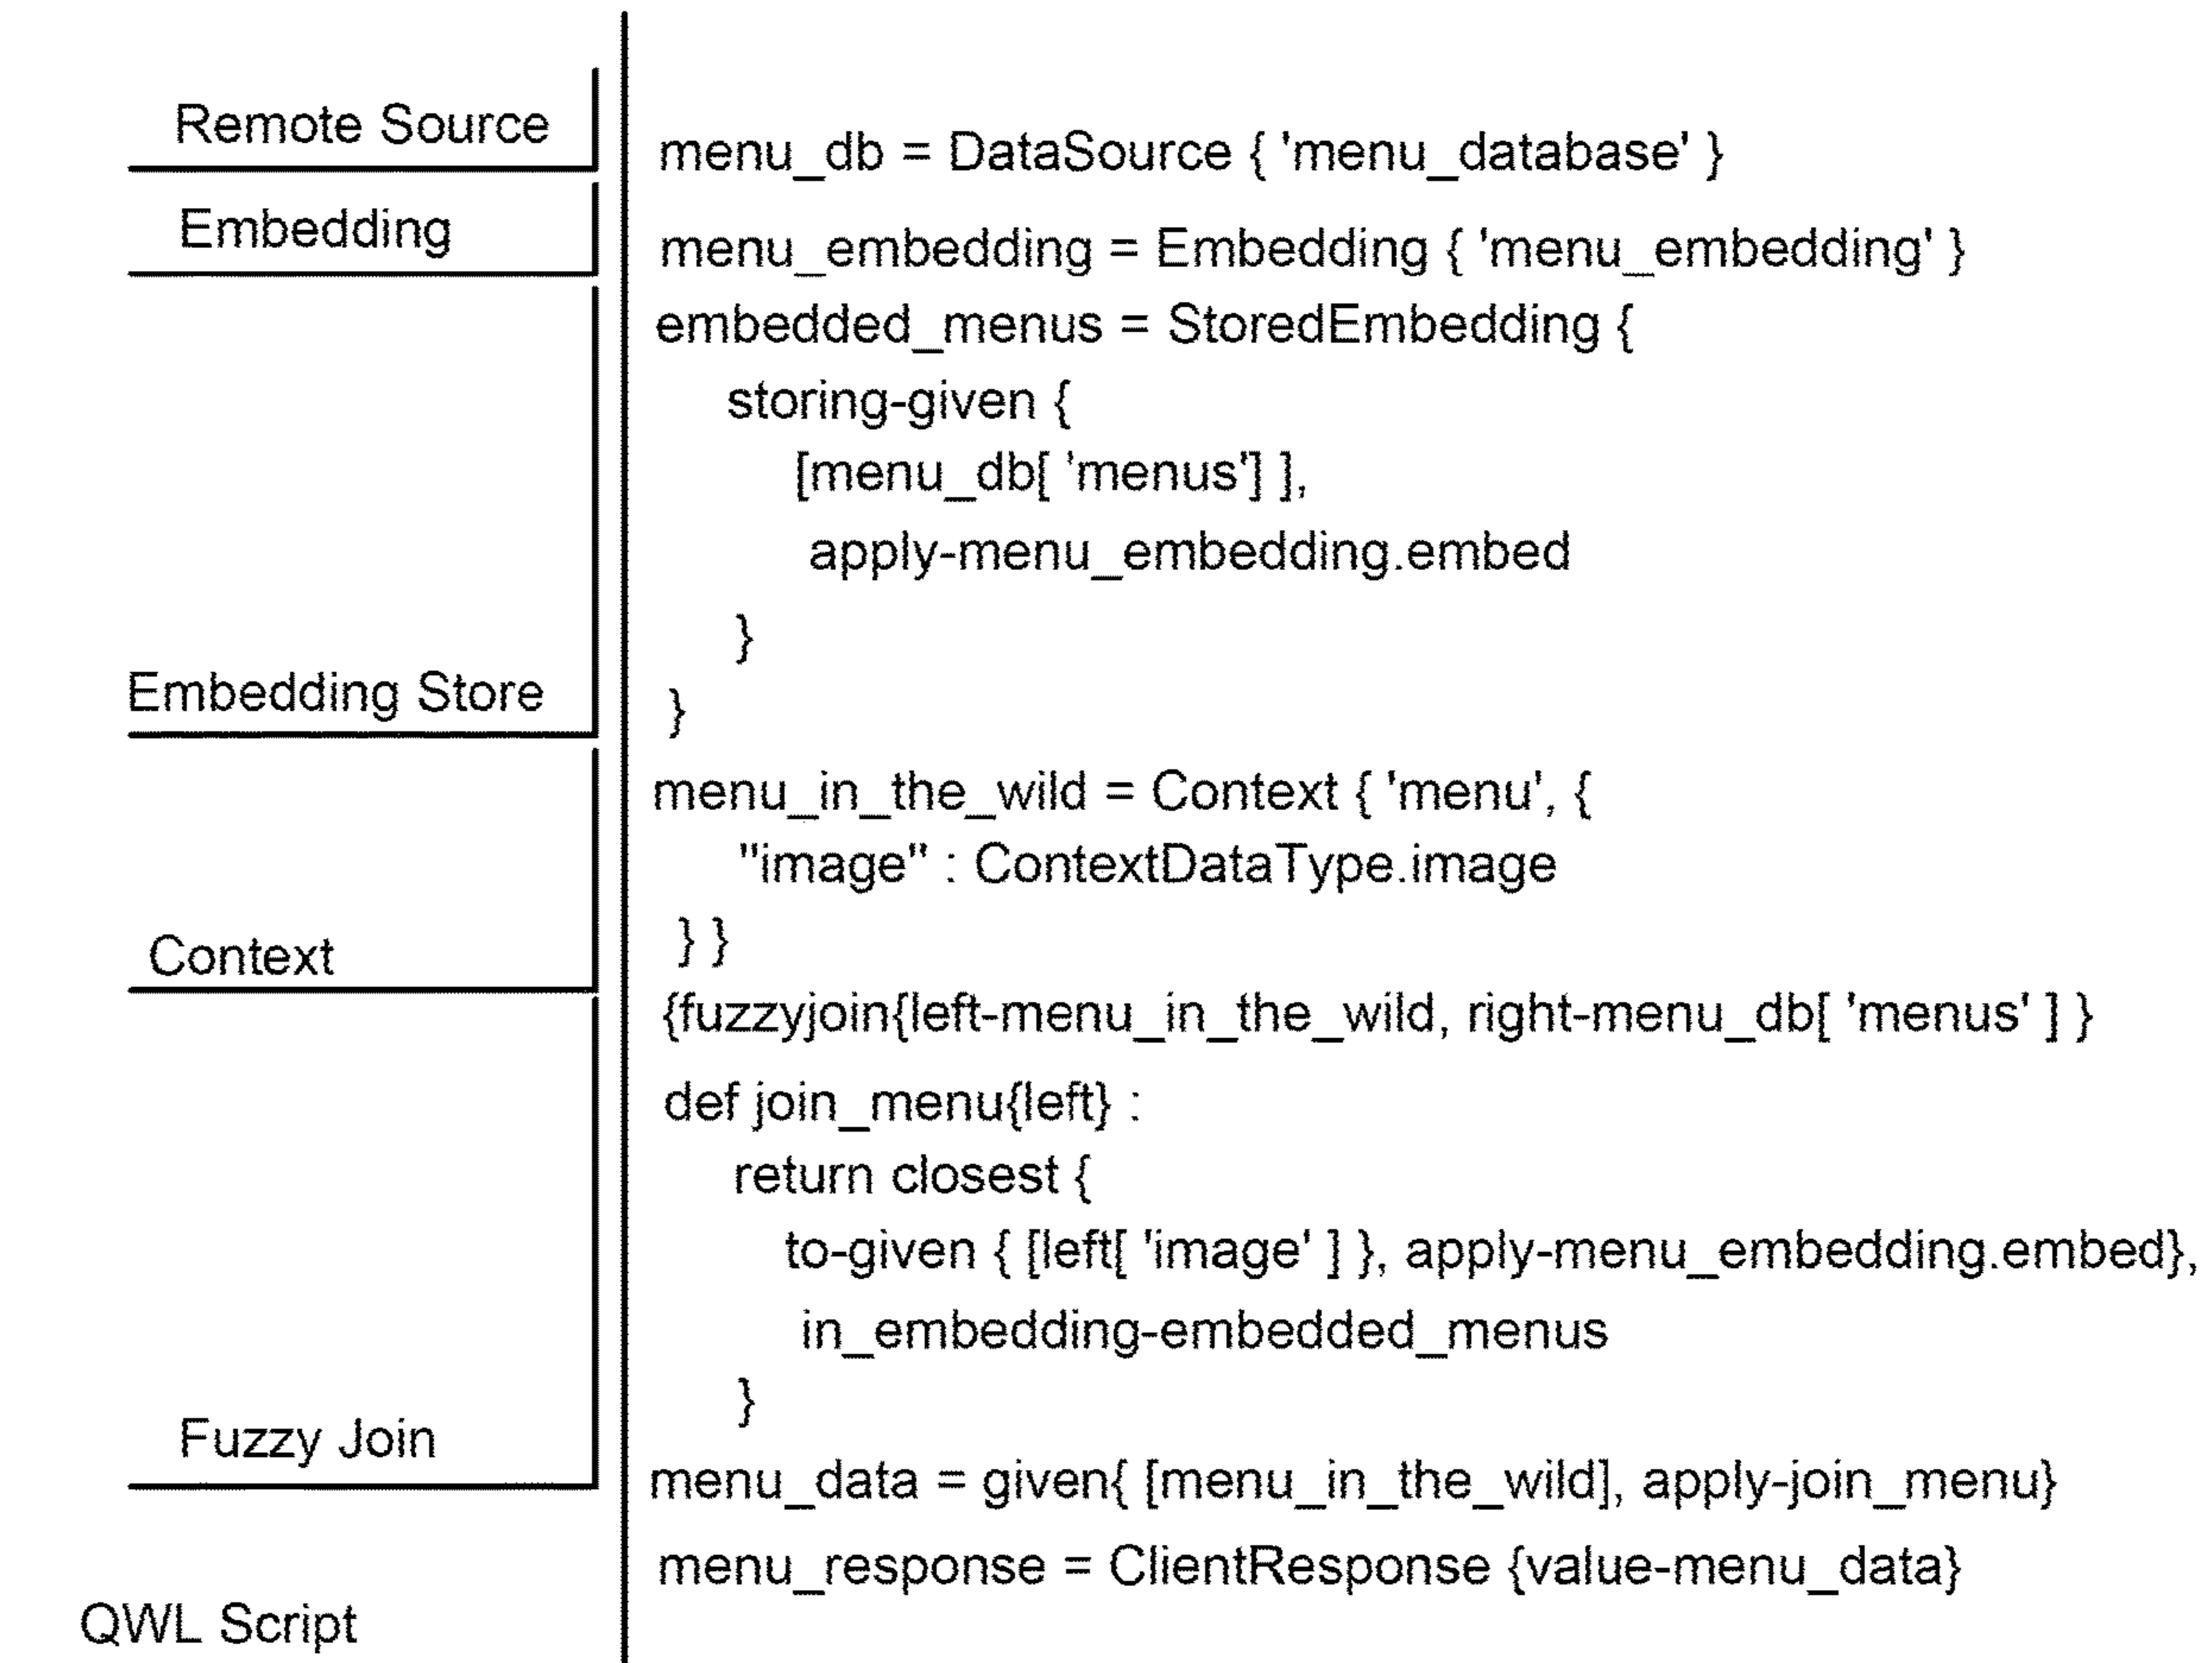 Remote Source
menu_db = DataSource { 'menu_database' }
Embedding
menu_embedding = Embedding { 'menu_embedding' }
embedded_menus = StoredEmbedding {
storing-given {
[menu_db[ 'menus'] ],
apply-menu_embedding.embed
}
Embedding Store
}
menu_in_the_wild = Context { 'menu', {
"image" : ContextDataType.image
} }
Context
{fuzzyjoin{left-menu_in_the_wild, right-menu_db[ 'menus' ] }
def join_menu{left} :
return closest {
to-given { [left[ 'image' ] }, apply-menu_embedding.embed},
in_embedding-embedded_menus
}
Fuzzy Join
menu_data = given{ [menu_in_the_wild], apply-join_menu}
menu_response = ClientResponse {value-menu_data}
QWL Script